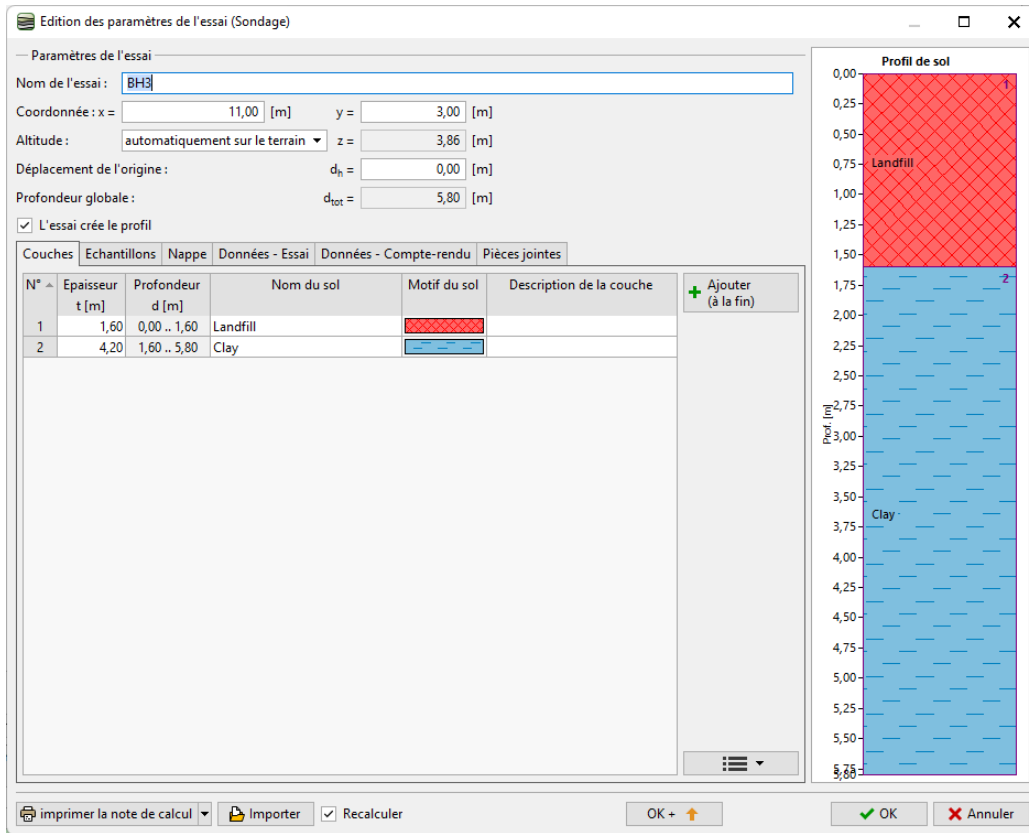 Edition des paramètres de l'essai (Sondage)
Paramètres de l'essai
Nom de l'essai : BH3
Coordonnée : x = 11,00 [m] y = 3,00 [m]
Altitude : automatiquement sur le terrain z = 3,86 [m]
Déplacement de l'origine : dh = 0,00 [m]
Profondeur globale : dtot = 5,80 [m]
L'essai crée le profil
Couches Echantillons Nappe Données - Essai Données - Compte-rendu Pièces jointes
N° Epaisseur Profondeur Nom du sol Motif du sol Description de la couche
t [m] d [m]
1 1,60 0,00 .. 1,60 Landfill
2 4,20 1,60 .. 5,80 Clay
Ajouter
(à la fin)
imprimer la note de calcul Importer Recalculer OK + OK Annuler
Profil de sol
0,00
1
0,25
0,50
0,75 Landfill
1,00
1,25
1,50
2
1,75
2,00
2,25
2,50
2,75
Prof. [m]
3,00
3,25
3,50
Clay
3,75
4,00
4,25
4,50
4,75
5,00
5,25
5,50
5,75
5,80